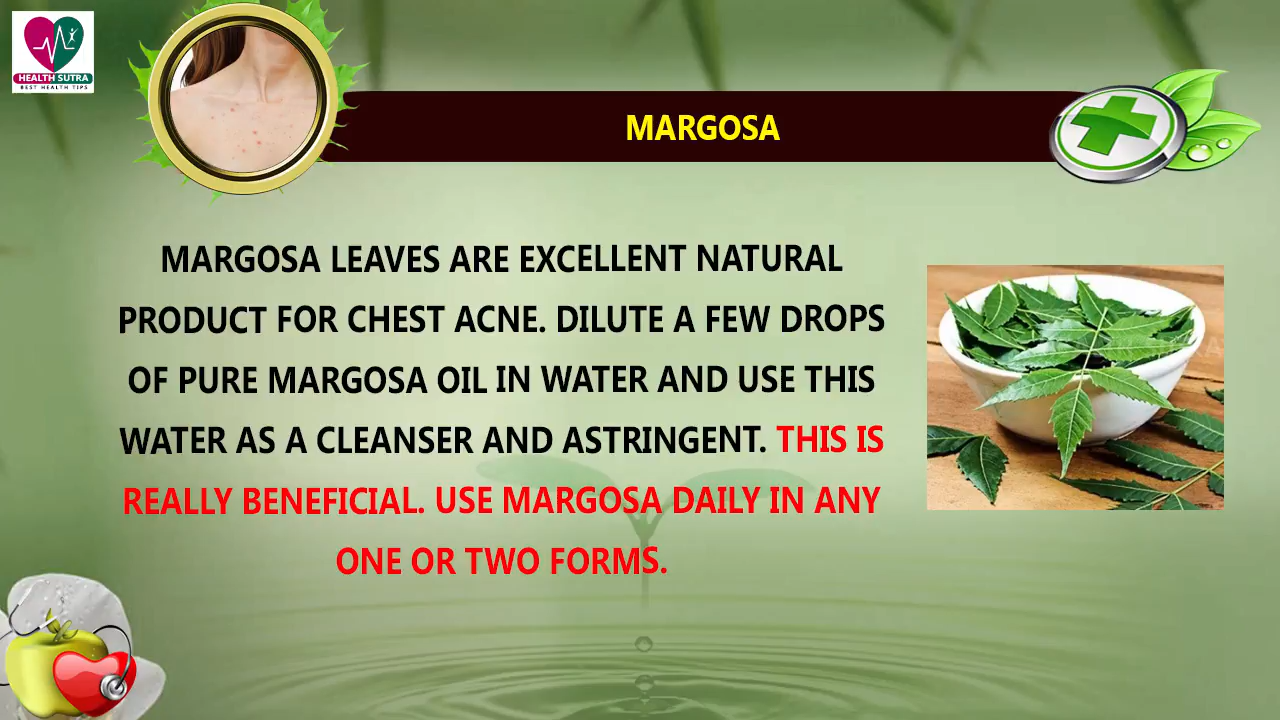 HEALTH SUTRA
BEST HEALTH TIPS
MARGOSA
MARGOSA LEAVES ARE EXCELLENT NATURAL
PRODUCT FOR CHEST ACNE. DILUTE A FEW DROPS
OF PURE MARGOSA OIL IN WATER AND USE THIS
WATER AS A CLEANSER AND ASTRINGENT. THIS IS
REALLY BENEFICIAL. USE MARGOSA DAILY IN ANY
ONE OR TWO FORMS.